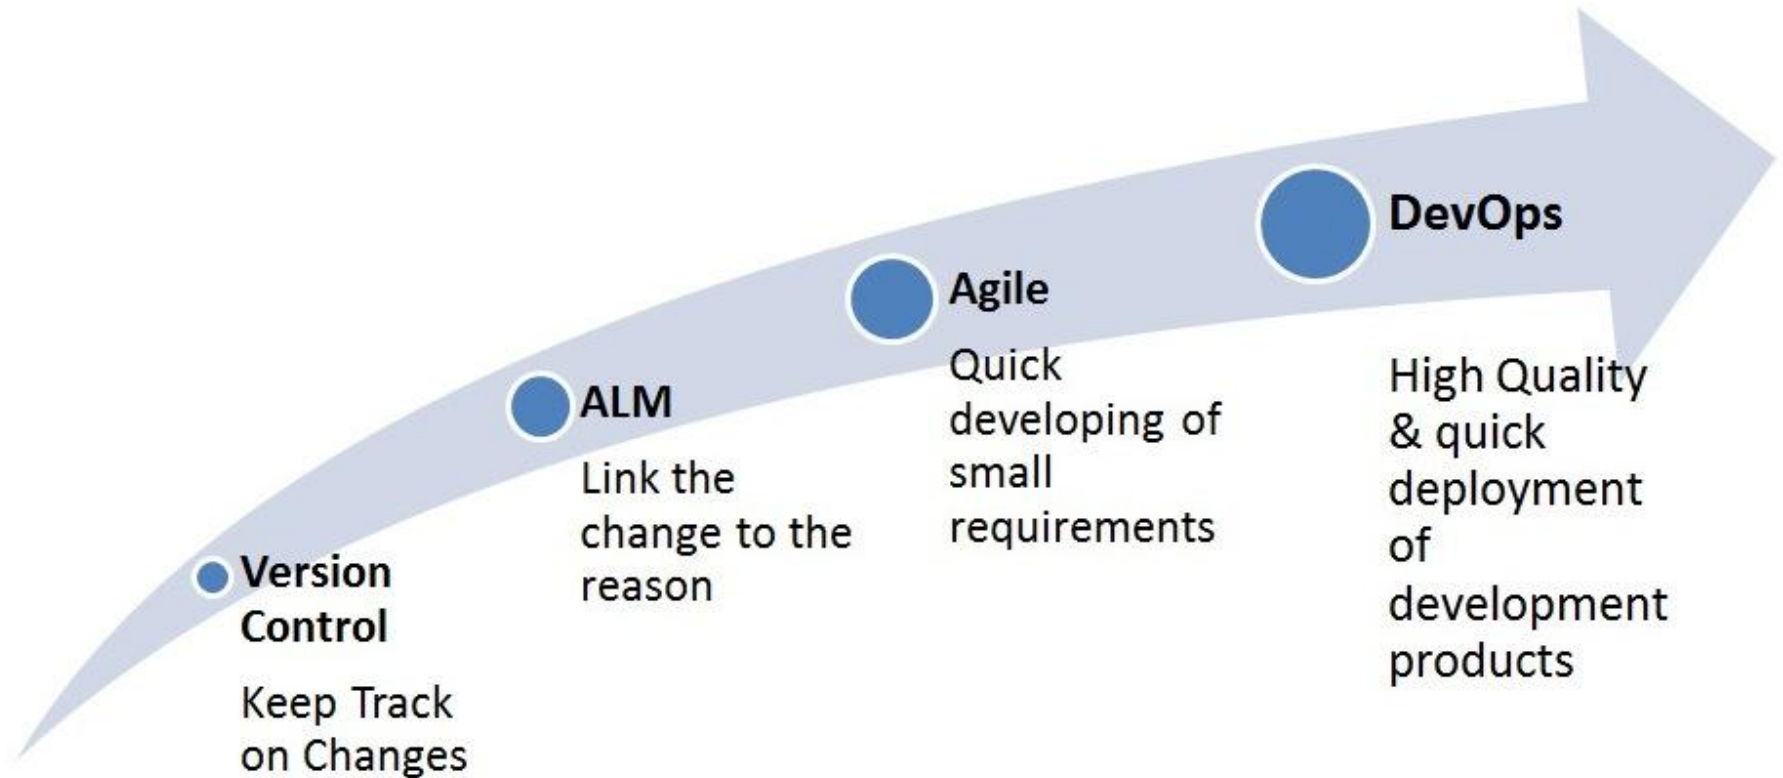 Version
Control
Keep Track
on Changes
ALM
Link the
change to the
reason
Agile
Quick
developing of
small
requirements
DevOps
High Quality
& quick
deployment
of
development
products